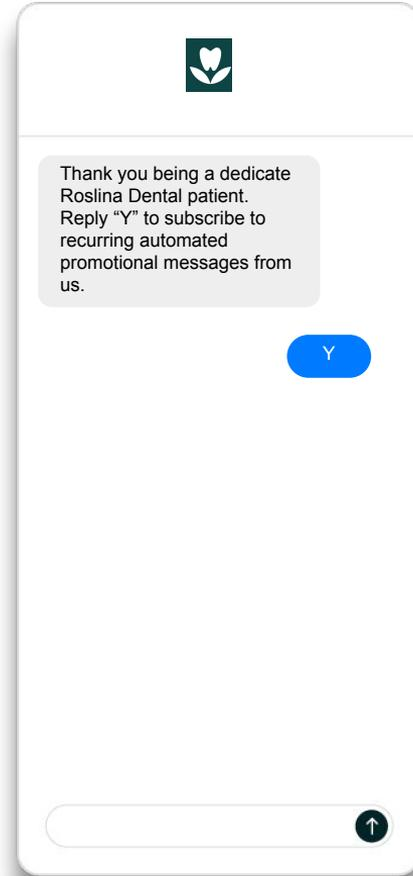 Thank you being a dedicate
Roslina Dental patient.
Reply “Y” to subscribe to
recurring automated
promotional messages from
us.
Y